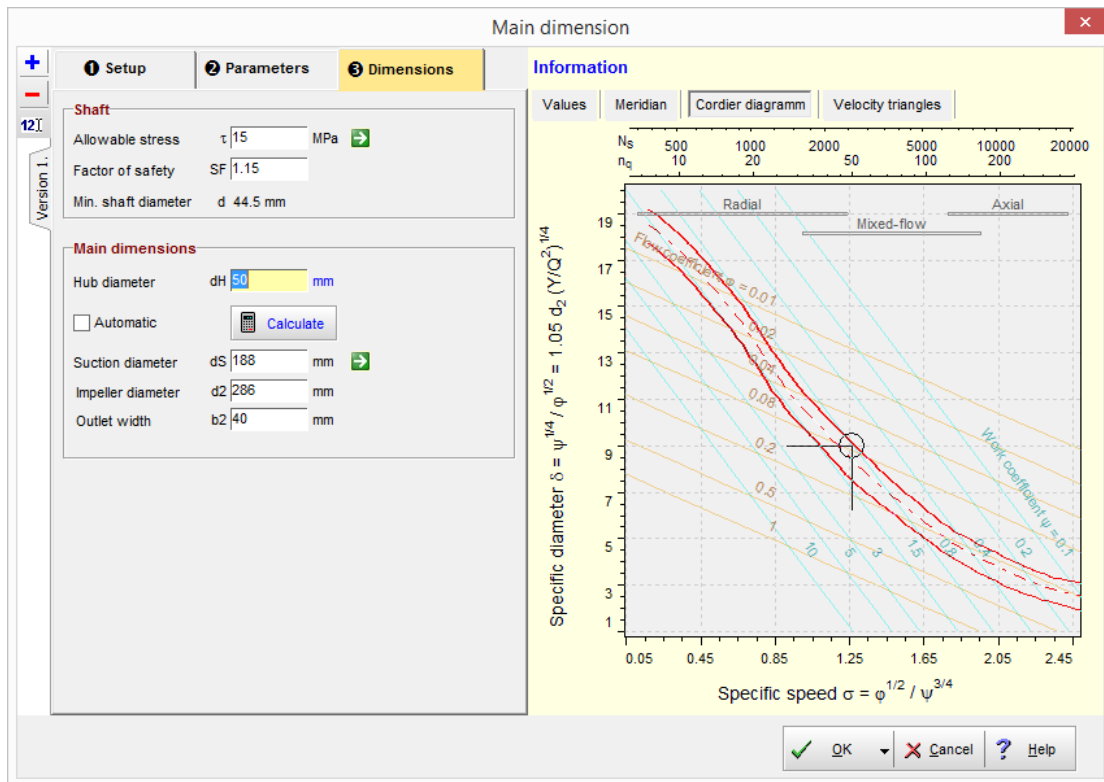 Main dimension
Setup
Parameters
Dimensions
Version 1.
Shaft
Allowable stress τ 15 MPa
Factor of safety SF 1.15
Min. shaft diameter d 44.5 mm
Main dimensions
Hub diameter dH 50 mm
Automatic
Calculate
Suction diameter dS 188 mm
Impeller diameter d2 286 mm
Outlet width b2 40 mm
Information
Values
Meridian
Cordier diagramm
Velocity triangles
Ns 500 1000 2000 5000 10000 20000
nq 10 20 50 100 200
Radial
Axial
Mixed-flow
Flow coefficient φ = 0.01
0.02
0.04
0.08
0.2
0.5
1
Work coefficient ψ = 0.1
10 5 3 1.5 0.8 0.4 0.2
19
17
15
13
11
9
7
5
3
1
Specific diameter δ = ψ^1/4 / φ^1/2 = 1.05 d₂ (Y/Q²)^1/4
0.05 0.45 0.85 1.25 1.65 2.05 2.45
Specific speed σ = φ^1/2 / ψ^3/4
OK
Cancel
Help